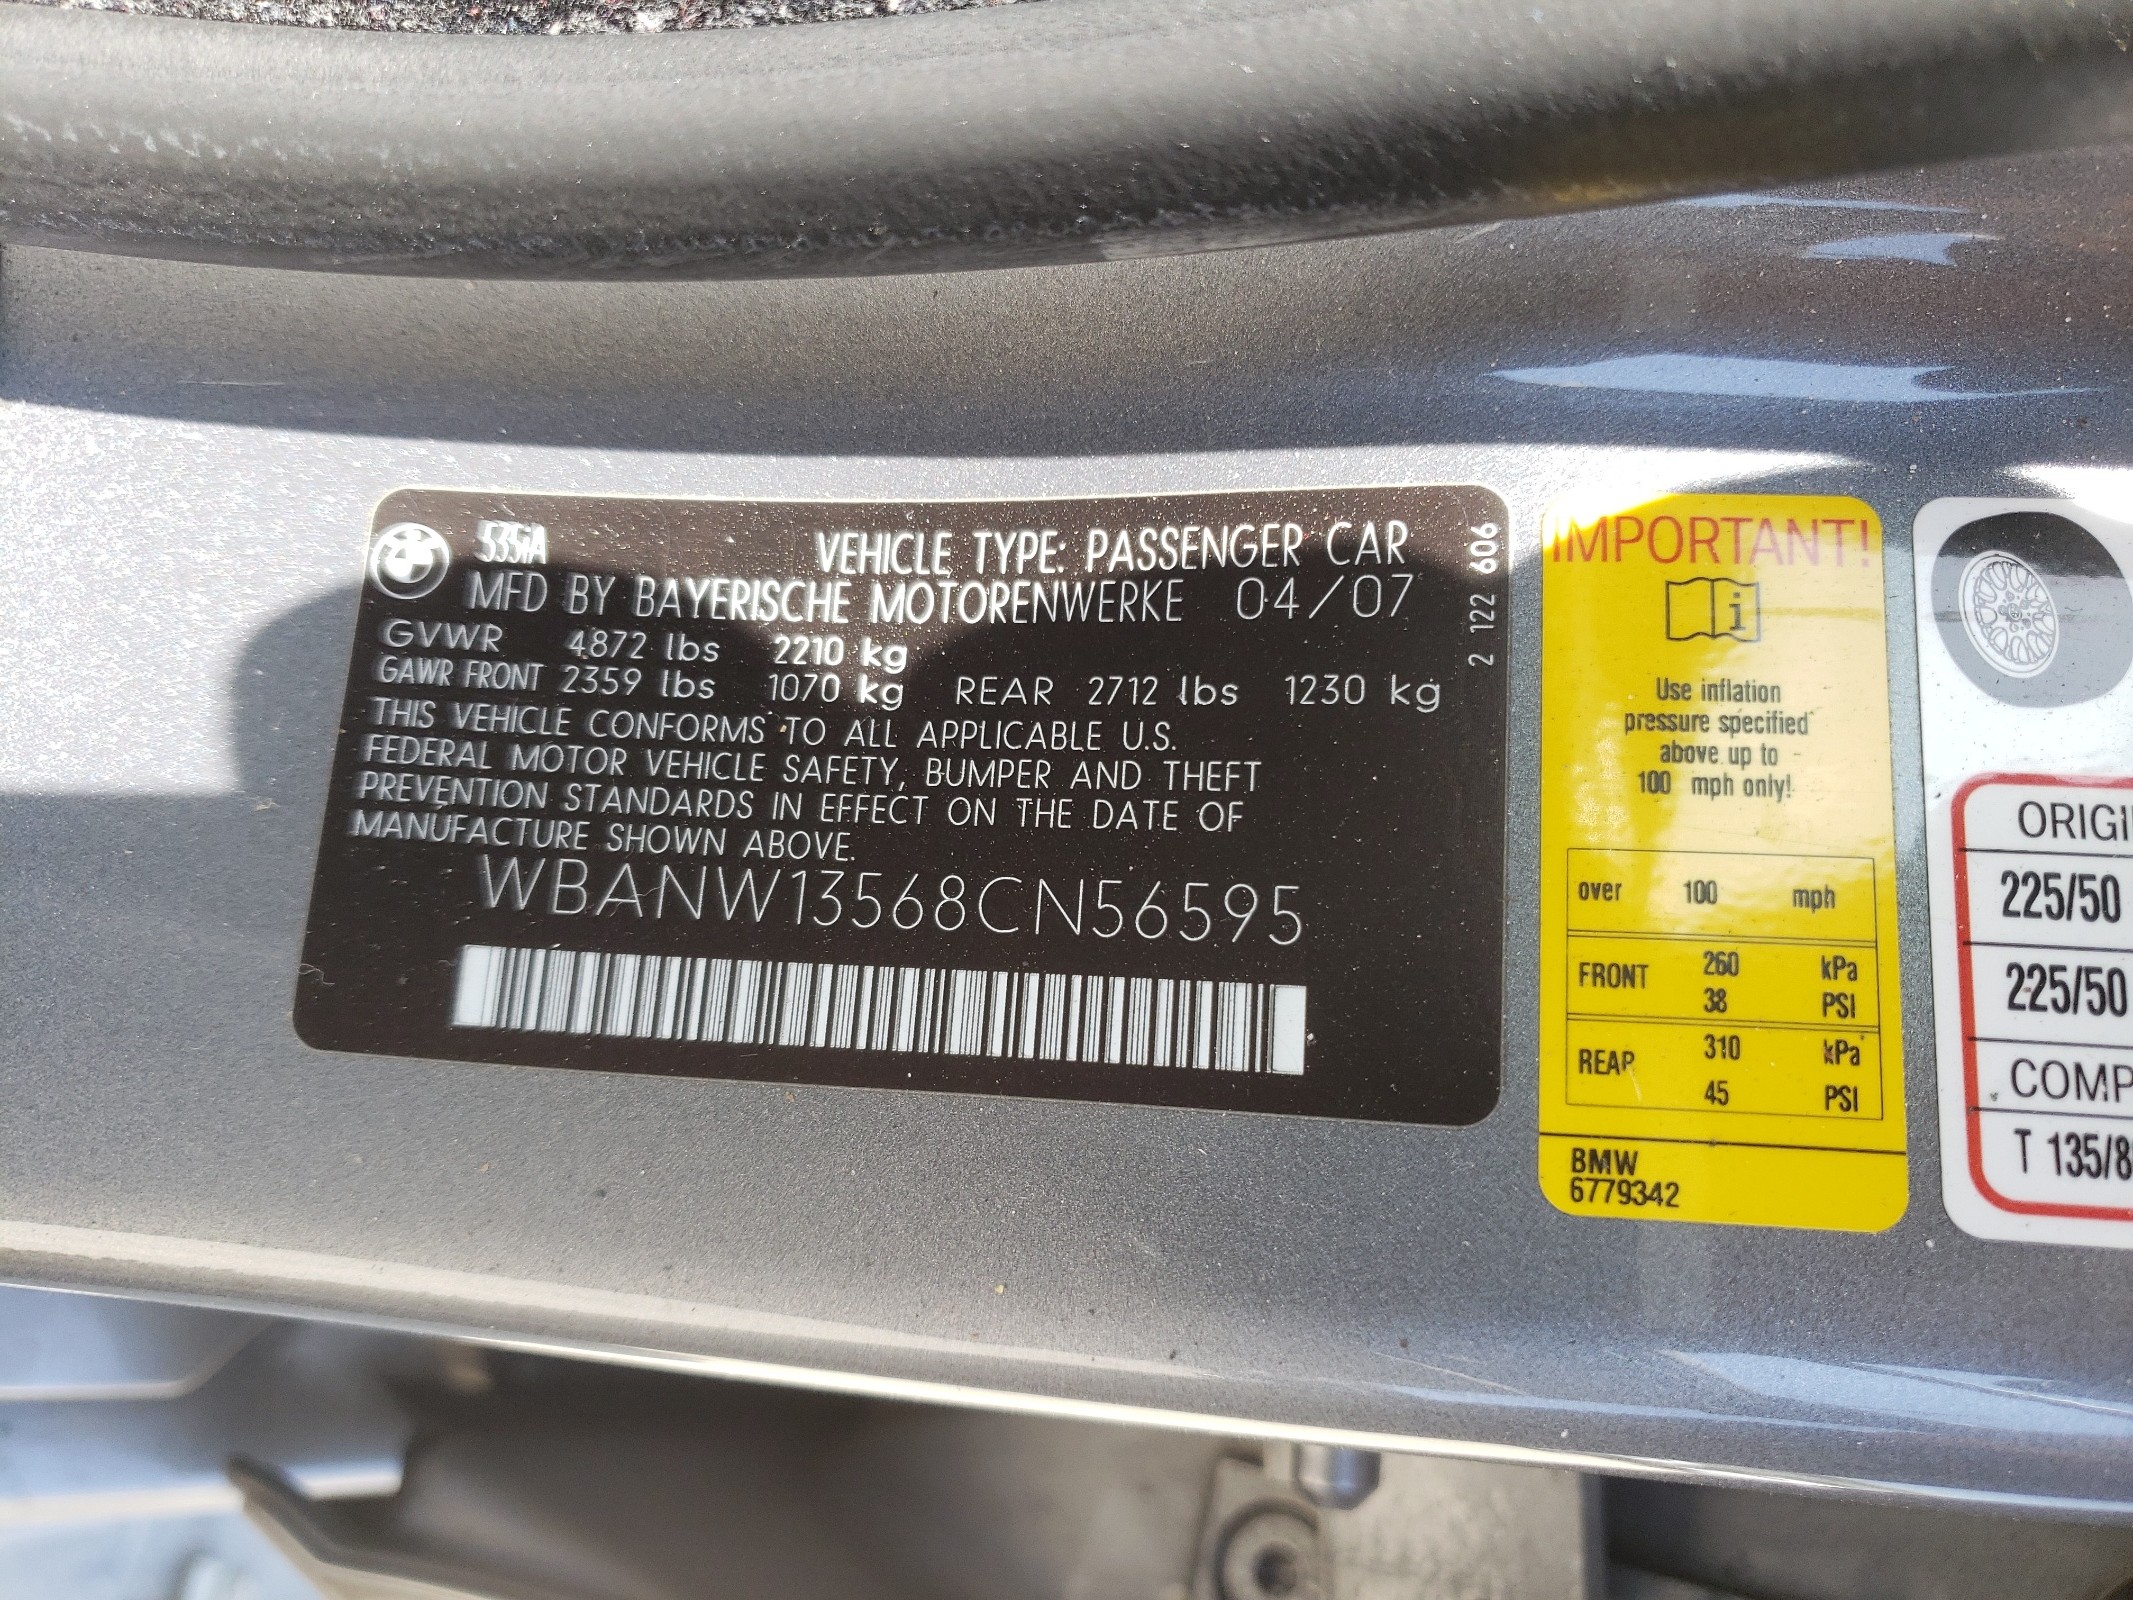 535iA VEHICLE TYPE: PASSENGER CAR
MFD BY BAYERISCHE MOTORENWERKE 04/07
GVWR 4872 lbs 2210 kg
GAWR FRONT 2359 lbs 1070 kg REAR 2712 lbs 1230 kg
THIS VEHICLE CONFORMS TO ALL APPLICABLE U.S.
FEDERAL MOTOR VEHICLE SAFETY, BUMPER AND THEFT
PREVENTION STANDARDS IN EFFECT ON THE DATE OF
MANUFACTURE SHOWN ABOVE.
WBANW13568CN56595
2 122 606
IMPORTANT!
i
Use inflation
pressure specified
above up to
100 mph only!
over 100 mph
FRONT 260 kPa
38 PSI
REAR 310 kPa
45 PSI
BMW
6779342
ORIGI
225/50
225/50
COMP
T 135/8